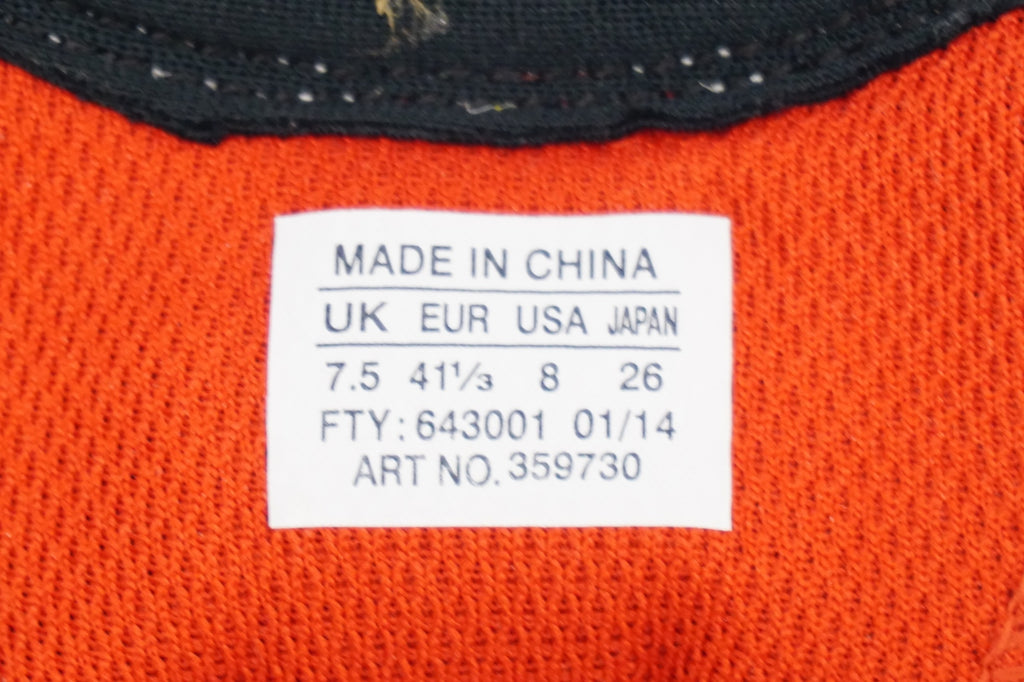 MADE IN CHINA
UK EUR USA JAPAN
7.5 41⅓ 8 26
FTY: 643001 01/14
ART NO. 359730